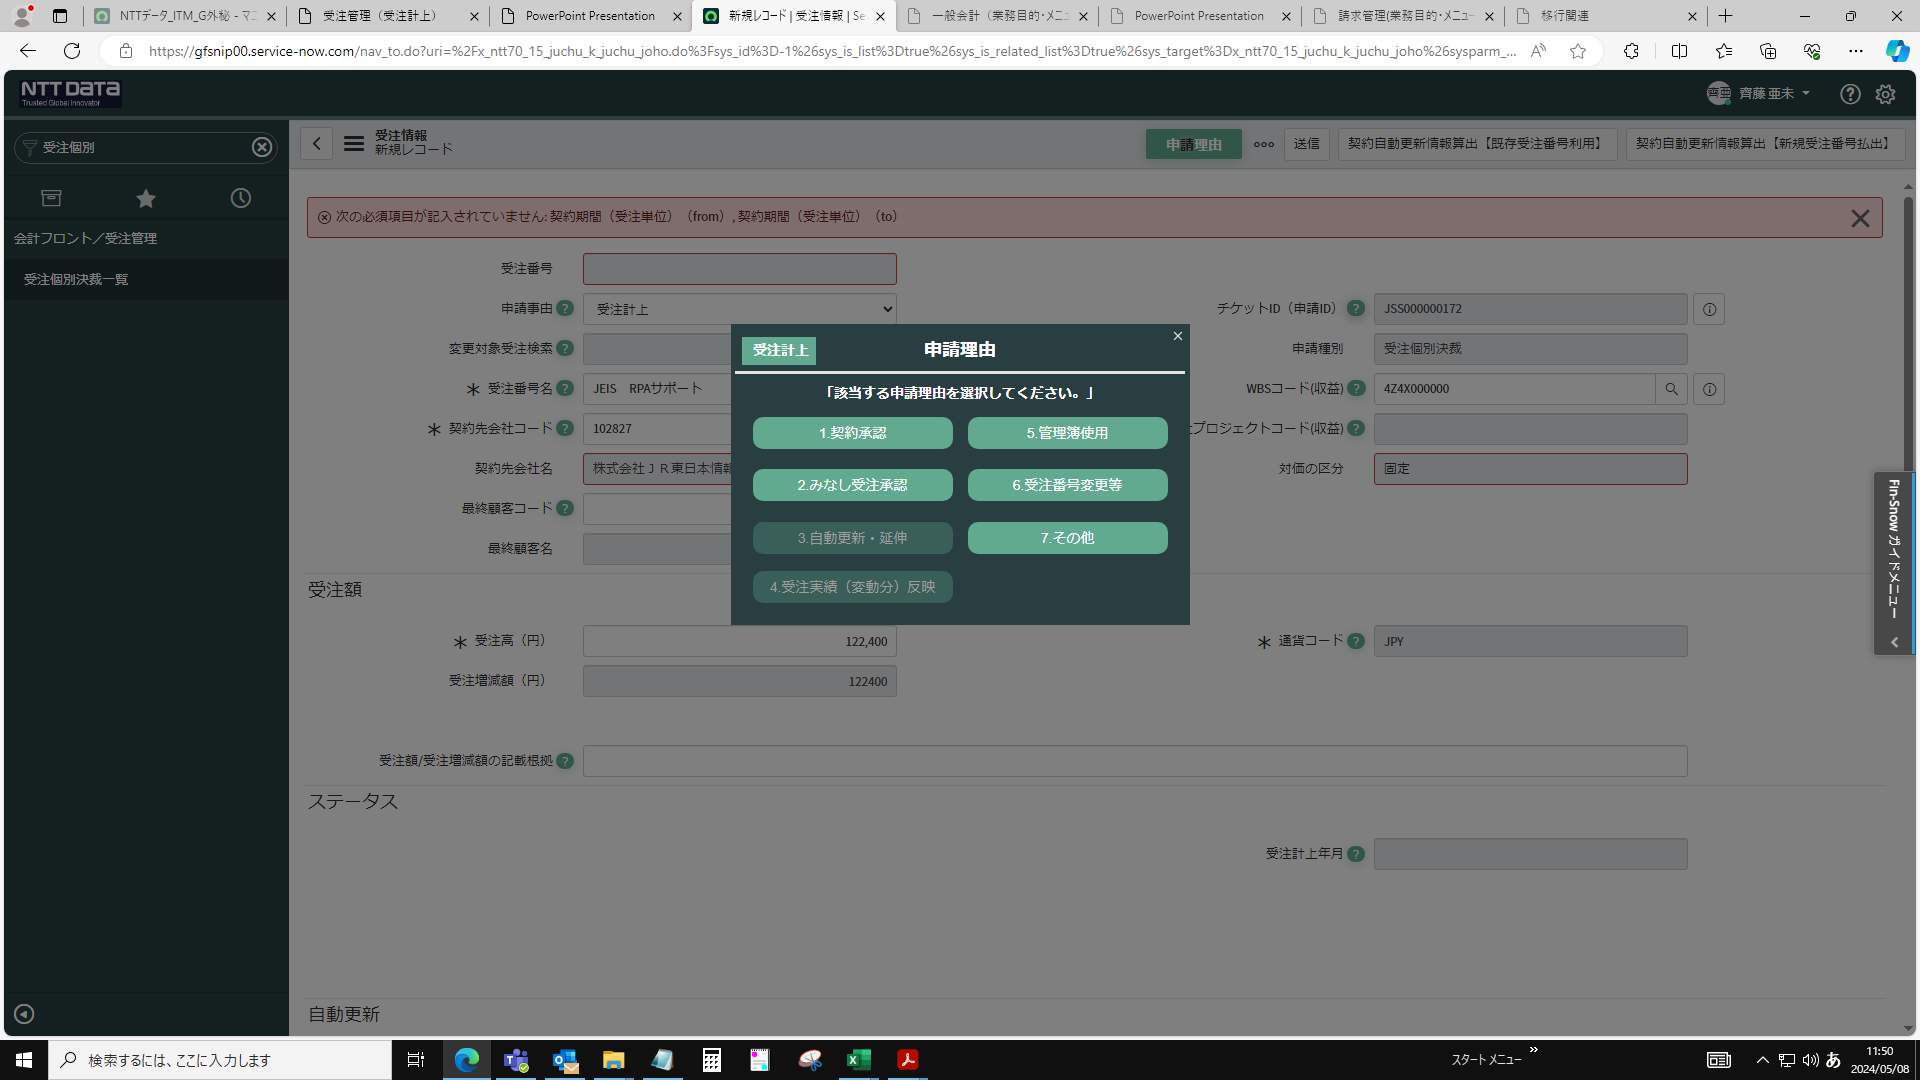 NTTデータ_ITM_G外秘 - マニ
受注管理（受注計上）
PowerPoint Presentation
新規レコード | 受注情報 | Se
一般会計（業務目的･メニュ
PowerPoint Presentation
請求管理(業務目的･メニュー
移行関連
https://gfsnip00.service-now.com/nav_to.do?uri=%2Fx_ntt70_15_juchu_k_juchu_joho.do%3Fsys_id%3D-1%26sys_is_list%3Dtrue%26sys_is_related_list%3Dtrue%26sys_target%3Dx_ntt70_15_juchu_k_juchu_joho%26sysparm_...
NTT DATA
Trusted Global Innovator
齊藤 亜未
受注個別
会計フロント／受注管理
受注個別決裁一覧
受注情報
新規レコード
申請理由
送信
契約自動更新情報算出【既存受注番号利用】
契約自動更新情報算出【新規受注番号払出】
次の必須項目が記入されていません: 契約期間（受注単位）（from）, 契約期間（受注単位）（to）
受注番号
申請事由
受注計上
チケットID（申請ID）
JSS000000172
変更対象受注検索
申請種別
受注個別決裁
受注番号名
JEIS　RPAサポート
WBSコード(収益)
4Z4X000000
契約先会社コード
102827
プロジェクトコード(収益)
契約先会社名
株式会社ＪＲ東日本情報
対価の区分
固定
最終顧客コード
最終顧客名
受注計上
申請理由
「該当する申請理由を選択してください。」
1.契約承認
5.管理簿使用
2.みなし受注承認
6.受注番号変更等
3.自動更新・延伸
7.その他
4.受注実績（変動分）反映
受注額
受注高（円）
122,400
通貨コード
JPY
受注増減額（円）
122400
受注額/受注増減額の記載根拠
ステータス
受注計上年月
自動更新
Fin-Snow ガイドメニュー
検索するには、ここに入力します
スタート メニュー
あ
11:50
2024/05/08